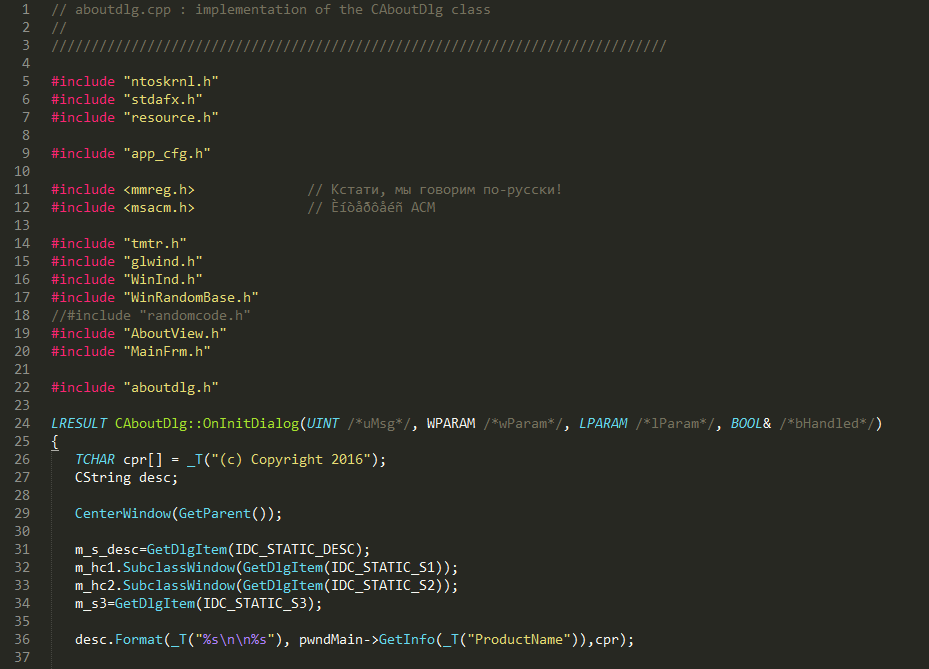 1 // aboutdlg.cpp : implementation of the CAboutDlg class
2 //
3 /////////////////////////////////////////////////////////////////////////////
4
5 #include "ntoskrnl.h"
6 #include "stdafx.h"
7 #include "resource.h"
8
9 #include "app_cfg.h"
10
11 #include <mmreg.h> // Кстати, мы говорим по-русски!
12 #include <msacm.h> // Èíòåðôåéñ ACM
13
14 #include "tmtr.h"
15 #include "glwind.h"
16 #include "WinInd.h"
17 #include "WinRandomBase.h"
18 //#include "randomcode.h"
19 #include "AboutView.h"
20 #include "MainFrm.h"
21
22 #include "aboutdlg.h"
23
24 LRESULT CAboutDlg::OnInitDialog(UINT /*uMsg*/, WPARAM /*wParam*/, LPARAM /*lParam*/, BOOL& /*bHandled*/)
25 {
26 TCHAR cpr[] = _T("(c) Copyright 2016");
27 CString desc;
28
29 CenterWindow(GetParent());
30
31 m_s_desc=GetDlgItem(IDC_STATIC_DESC);
32 m_hc1.SubclassWindow(GetDlgItem(IDC_STATIC_S1));
33 m_hc2.SubclassWindow(GetDlgItem(IDC_STATIC_S2));
34 m_s3=GetDlgItem(IDC_STATIC_S3);
35
36 desc.Format(_T("%s\n\n%s"), pwndMain->GetInfo(_T("ProductName")),cpr);
37